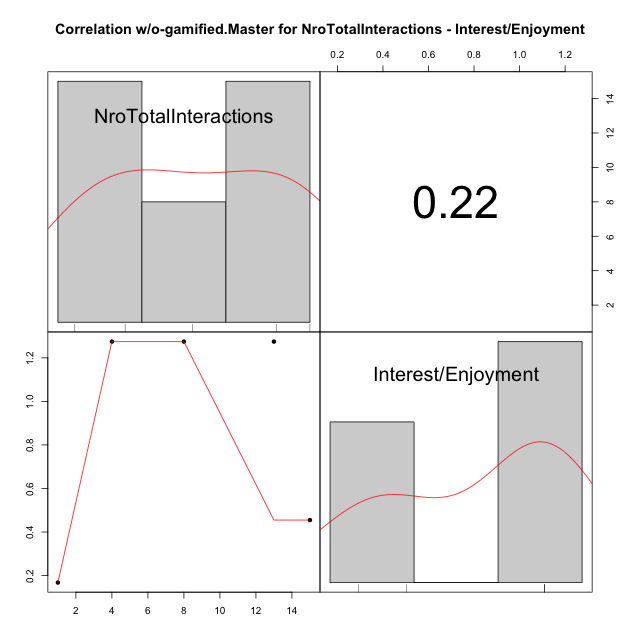 Correlation w/o-gamified.Master for NroTotalInteractions - Interest/Enjoyment
0.2 0.4 0.6 0.8 1.0 1.2
NroTotalInteractions
0.22
14
12
10
8
6
4
2
1.2
1.0
0.8
0.6
0.4
0.2
Interest/Enjoyment
2 4 6 8 10 12 14